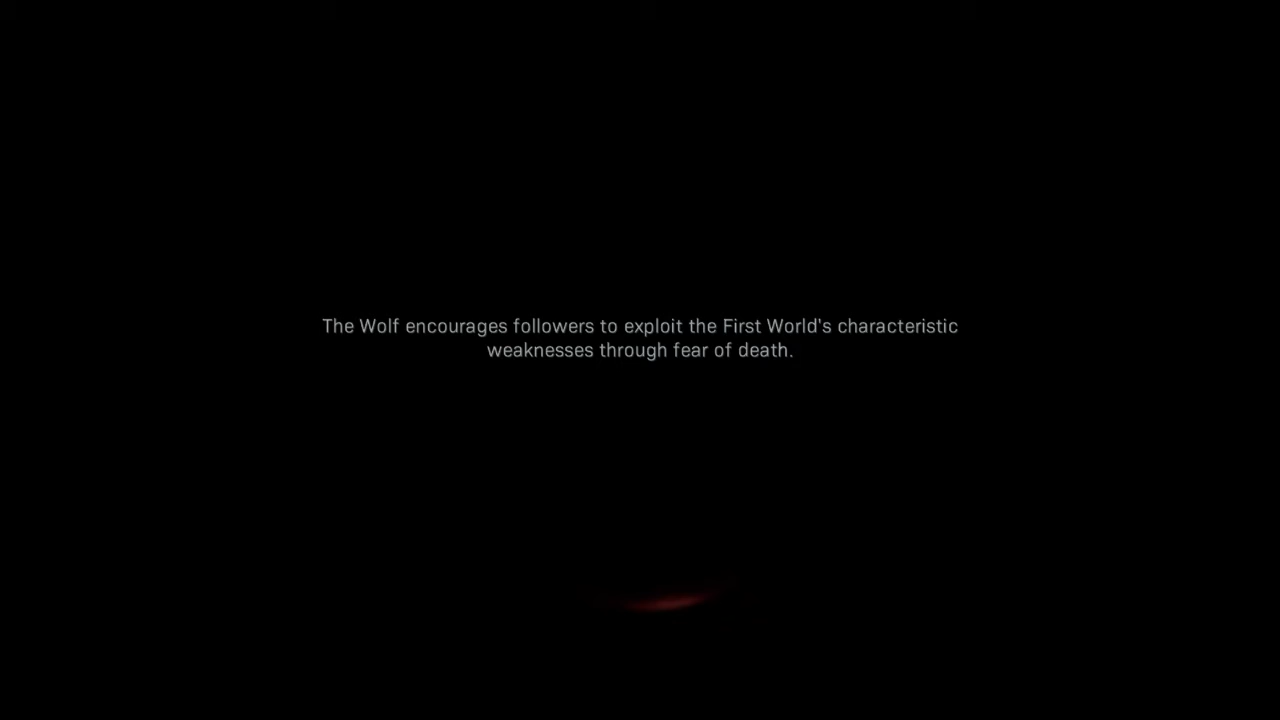 The Wolf encourages followers to exploit the First World's characteristic
weaknesses through fear of death.